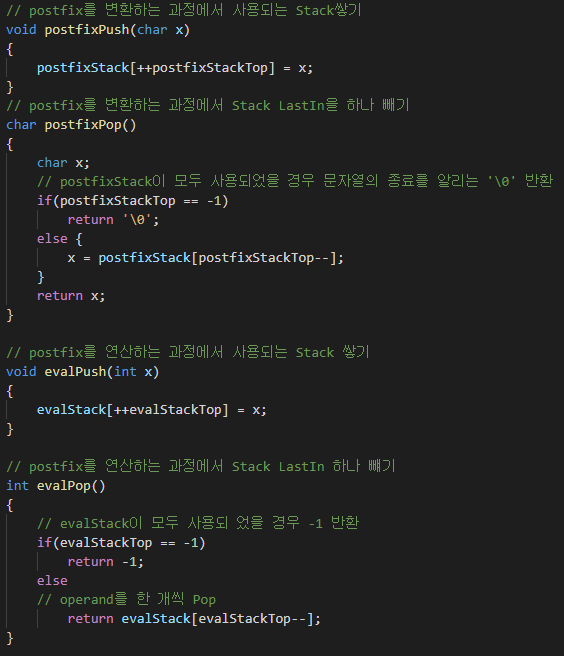 // postfix를 변환하는 과정에서 사용되는 Stack쌓기
void postfixPush(char x)
{
    postfixStack[++postfixStackTop] = x;
}
// postfix를 변환하는 과정에서 Stack LastIn을 하나 빼기
char postfixPop()
{
    char x;
    // postfixStack이 모두 사용되었을 경우 문자열의 종료를 알리는 '\0' 반환
    if(postfixStackTop == -1)
        return '\0';
    else {
        x = postfixStack[postfixStackTop--];
    }
    return x;
}

// postfix를 연산하는 과정에서 사용되는 Stack 쌓기
void evalPush(int x)
{
    evalStack[++evalStackTop] = x;
}

// postfix를 연산하는 과정에서 Stack LastIn 하나 빼기
int evalPop()
{
    // evalStack이 모두 사용되 었을 경우 -1 반환
    if(evalStackTop == -1)
        return -1;
    else
    // operand를 한 개씩 Pop
        return evalStack[evalStackTop--];
}